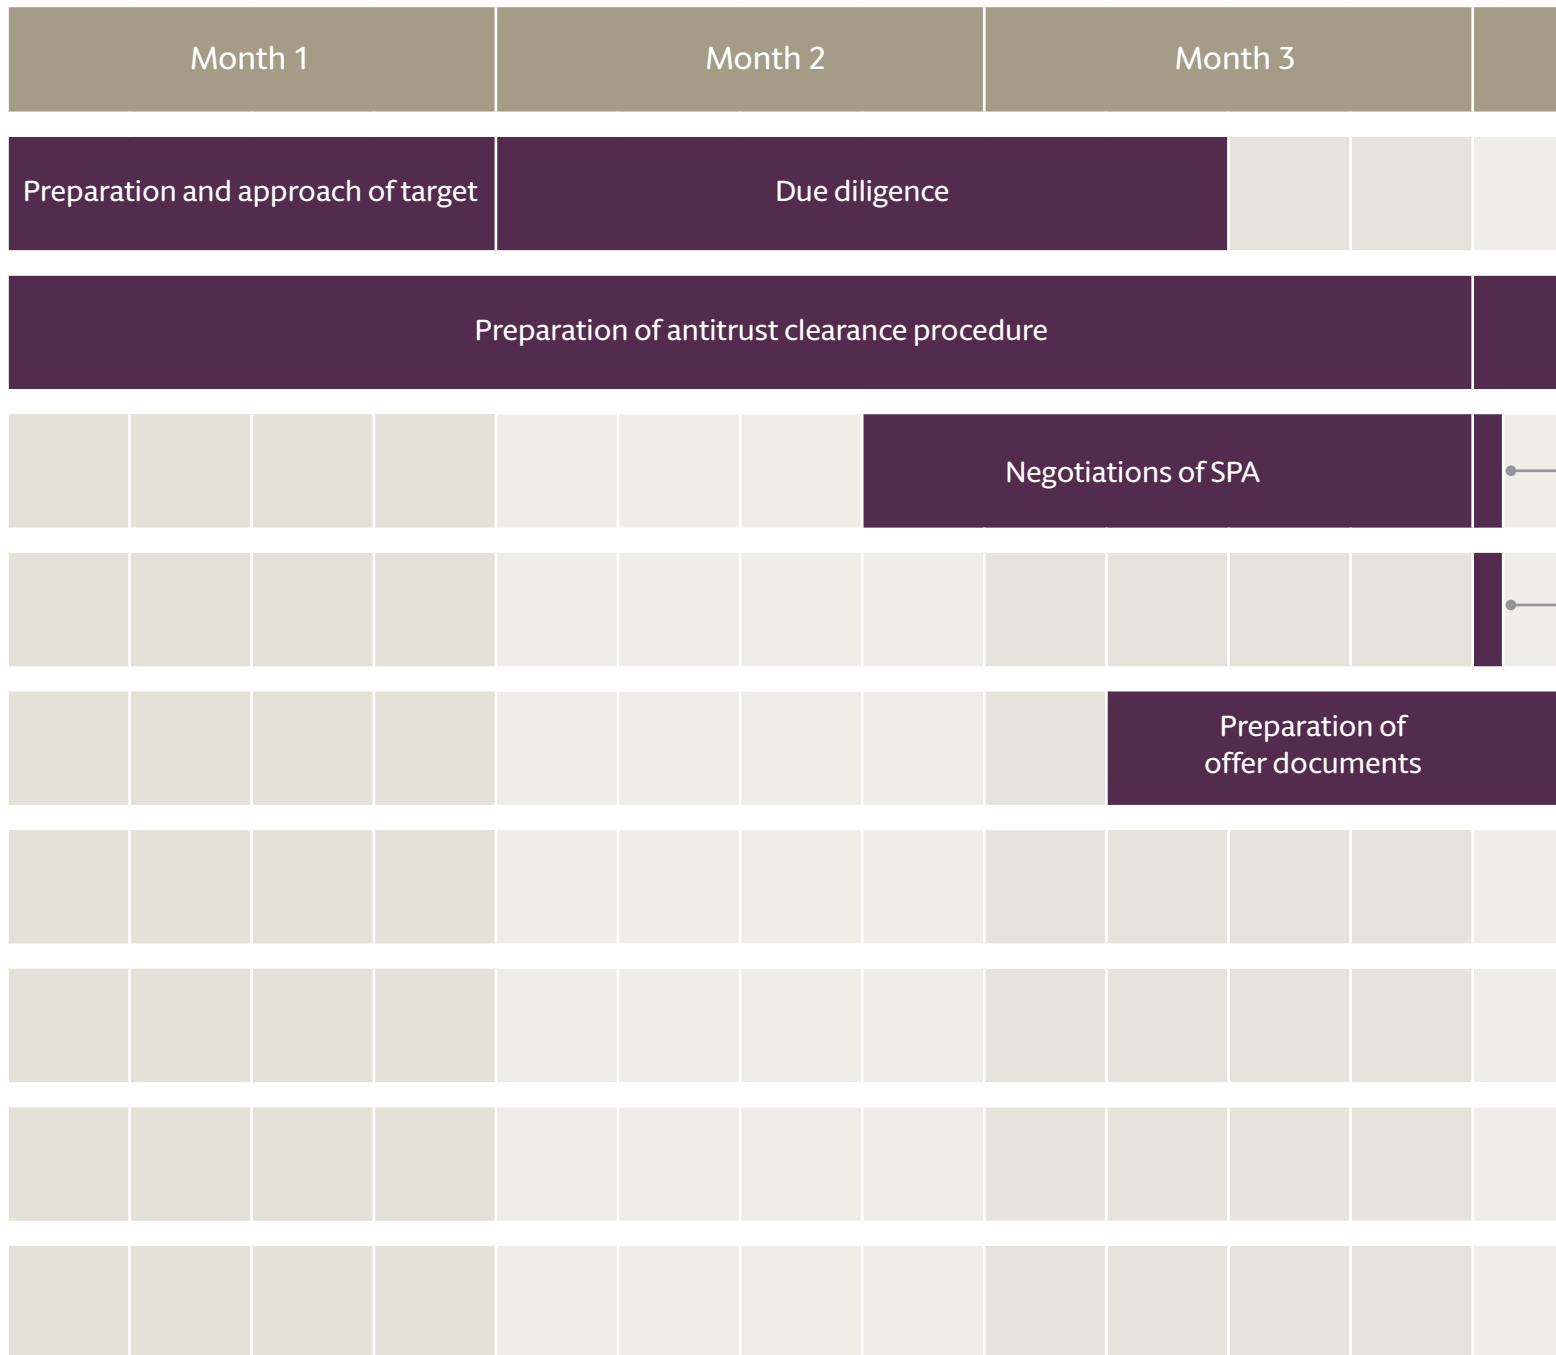 Month 1
Month 2
Month 3
Preparation and approach of target
Due diligence
Preparation of antitrust clearance procedure
Negotiations of SPA
Preparation of
offer documents